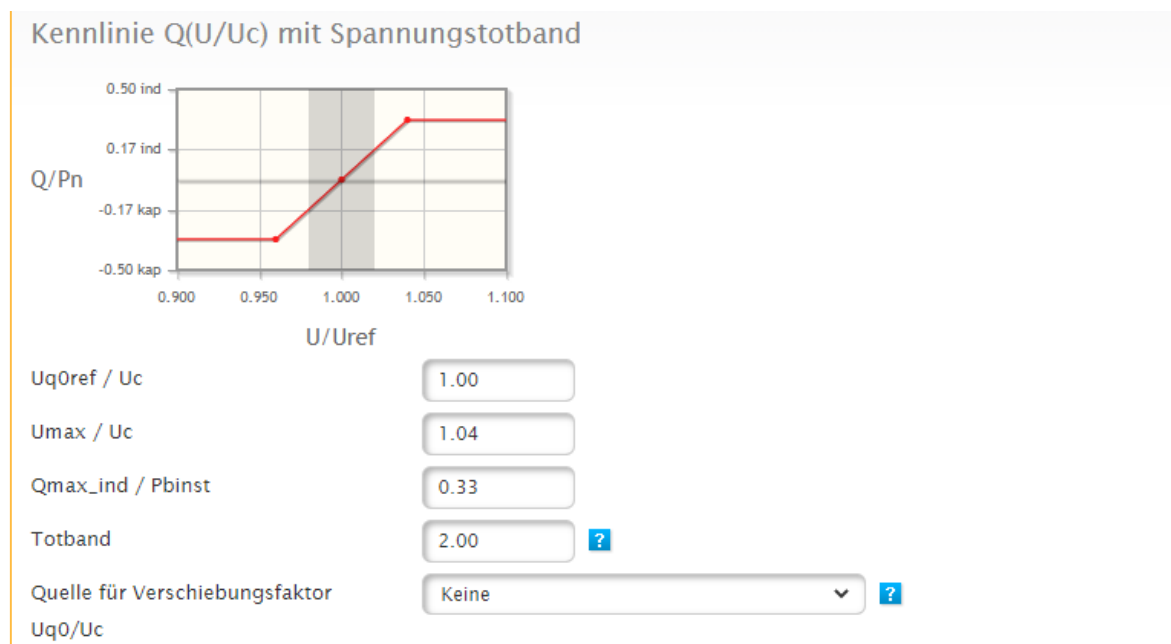 Kennlinie Q(U/Uc) mit Spannungstotband
0.50 ind
0.17 ind
Q/Pn
-0.17 kap
-0.50 kap
0.900 0.950 1.000 1.050 1.100
U/Uref
Uq0ref / Uc 1.00
Umax / Uc 1.04
Qmax_ind / Pbinst 0.33
Totband 2.00 ?
Quelle für Verschiebungsfaktor Keine ?
Uq0/Uc